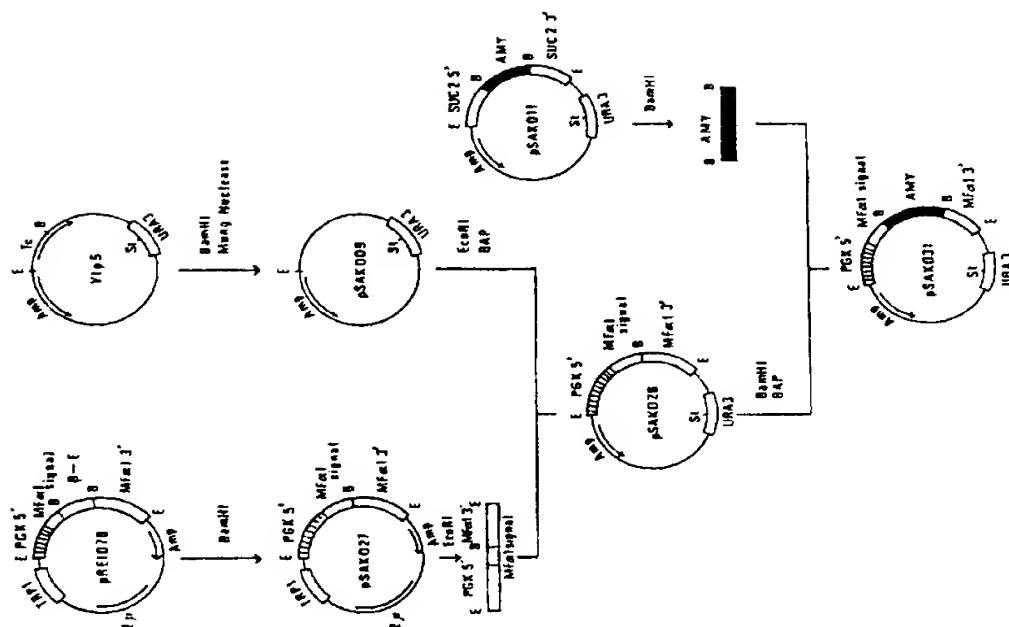 E PGK 5' MFα1 signal B β-E B MFα1 3' E
Amp
TRP1
pRE1078
BamHI
E PGK 5' MFα1 signal B MFα1 3' E
Amp
TRP1
2μ
pSAK027
EcoRI
E PGK 5' B MFα1 3' E
MFα1 signal
E Tc B
Amp
YIp5
St
URA3
BamHI
Mung Nuclease
E
Amp
pSAK009
St
URA3
EcoRI
BAP
E PGK 5' MFα1 signal B MFα1 3' E
Amp
pSAK028
St
URA3
BamHI
BAP
E SUC2 5' B AMY B SUC2 3' E
Amp
pSAK011
St
URA3
BamHI
B AMY B
E PGK 5' MFα1 signal B AMY B MFα1 3' E
Amp
pSAK031
St
URA3